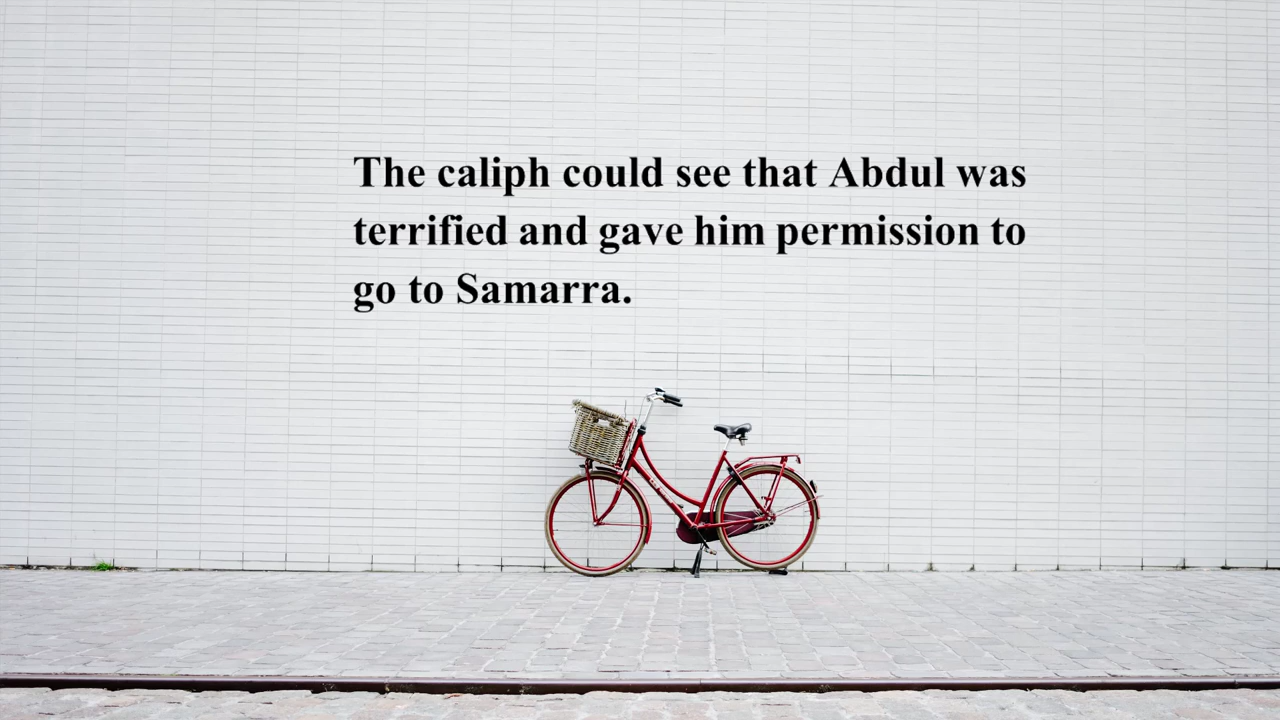 The caliph could see that Abdul was
terrified and gave him permission to
go to Samarra.